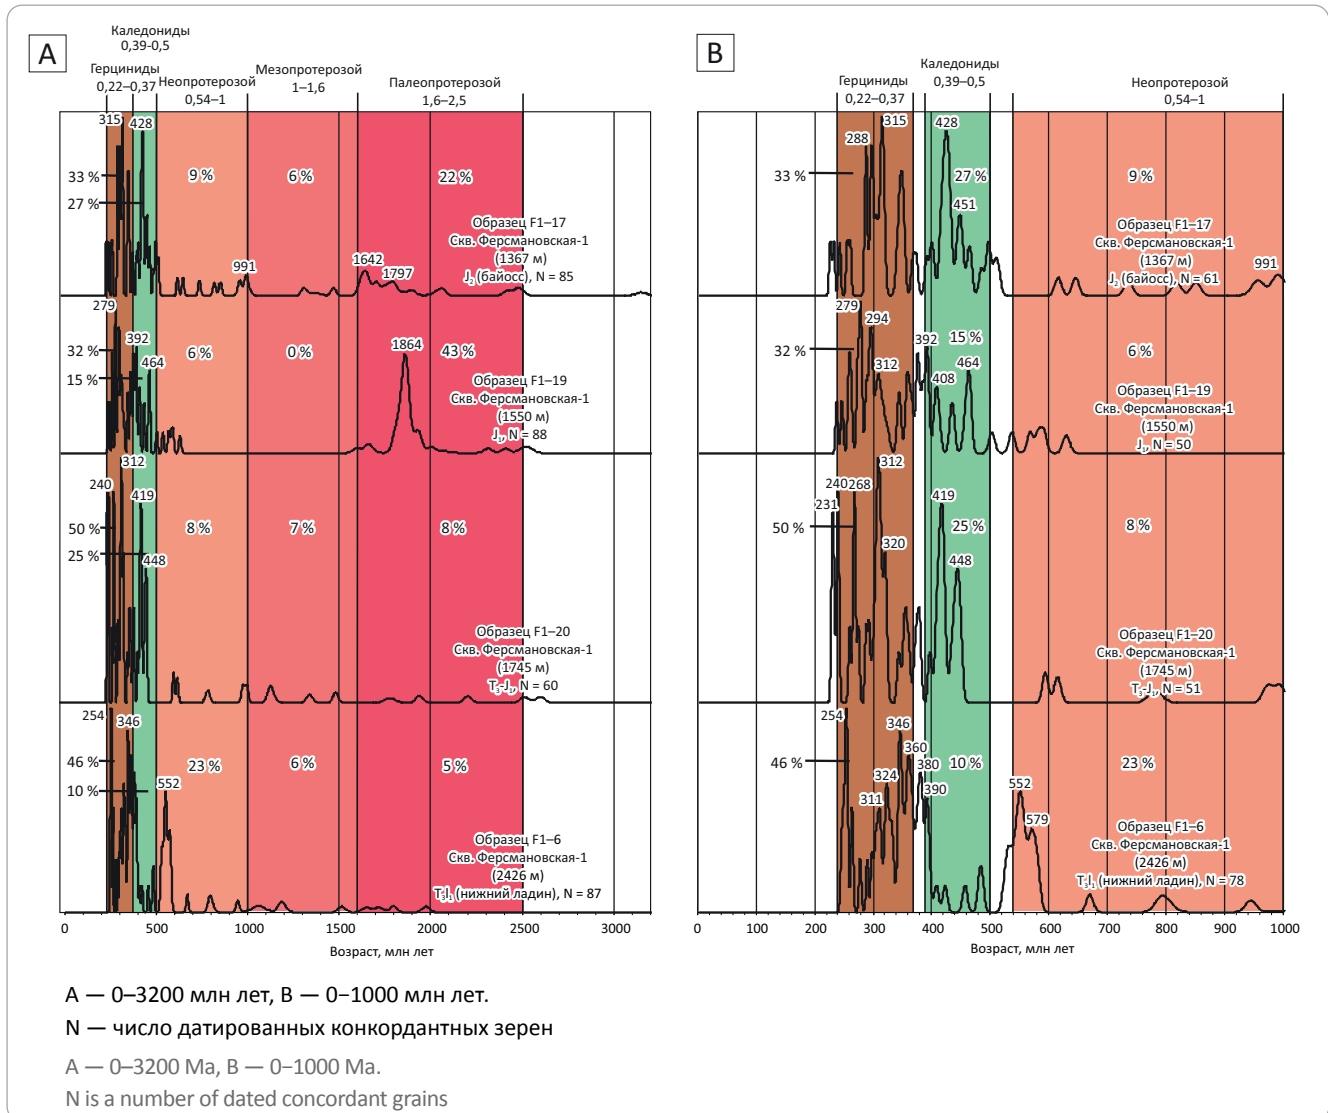 A
Каледониды
0,39-0,5
Герциниды
0,22–0,37
Неопротерозой
0,54–1
Мезопротерозой
1–1,6
Палеопротерозой
1,6–2,5
315
428
33 %
27 %
9 %
6 %
22 %
991
1642
1797
Образец F1–17
Скв. Ферсмановская-1
(1367 м)
J₂ (байосс), N = 85
279
392
464
32 %
15 %
6 %
0 %
43 %
1864
Образец F1–19
Скв. Ферсмановская-1
(1550 м)
J₁, N = 88
312
240
419
448
50 %
25 %
8 %
7 %
8 %
Образец F1–20
Скв. Ферсмановская-1
(1745 м)
T₃-J₁, N = 60
254
346
46 %
10 %
552
23 %
6 %
5 %
Образец F1–6
Скв. Ферсмановская-1
(2426 м)
T₃l₁ (нижний ладин), N = 87
0
500
1000
1500
2000
2500
3000
Возраст, млн лет
B
Герциниды
0,22–0,37
Каледониды
0,39–0,5
Неопротерозой
0,54–1
315
288
428
451
33 %
27 %
9 %
991
Образец F1–17
Скв. Ферсмановская-1
(1367 м)
J₂ (байосс), N = 61
279
294
312
392
408
464
32 %
15 %
6 %
Образец F1–19
Скв. Ферсмановская-1
(1550 м)
J₁, N = 50
312
240
268
231
320
419
448
50 %
25 %
8 %
Образец F1–20
Скв. Ферсмановская-1
(1745 м)
T₃-J₁, N = 51
254
346
360
380
324
390
311
46 %
10 %
23 %
552
579
Образец F1–6
Скв. Ферсмановская-1
(2426 м)
T₃l₁ (нижний ладин), N = 78
0
100
200
300
400
500
600
700
800
900
1000
Возраст, млн лет
А — 0–3200 млн лет, В — 0–1000 млн лет.
N — число датированных конкордантных зерен
A — 0–3200 Ma, B — 0–1000 Ma.
N is a number of dated concordant grains